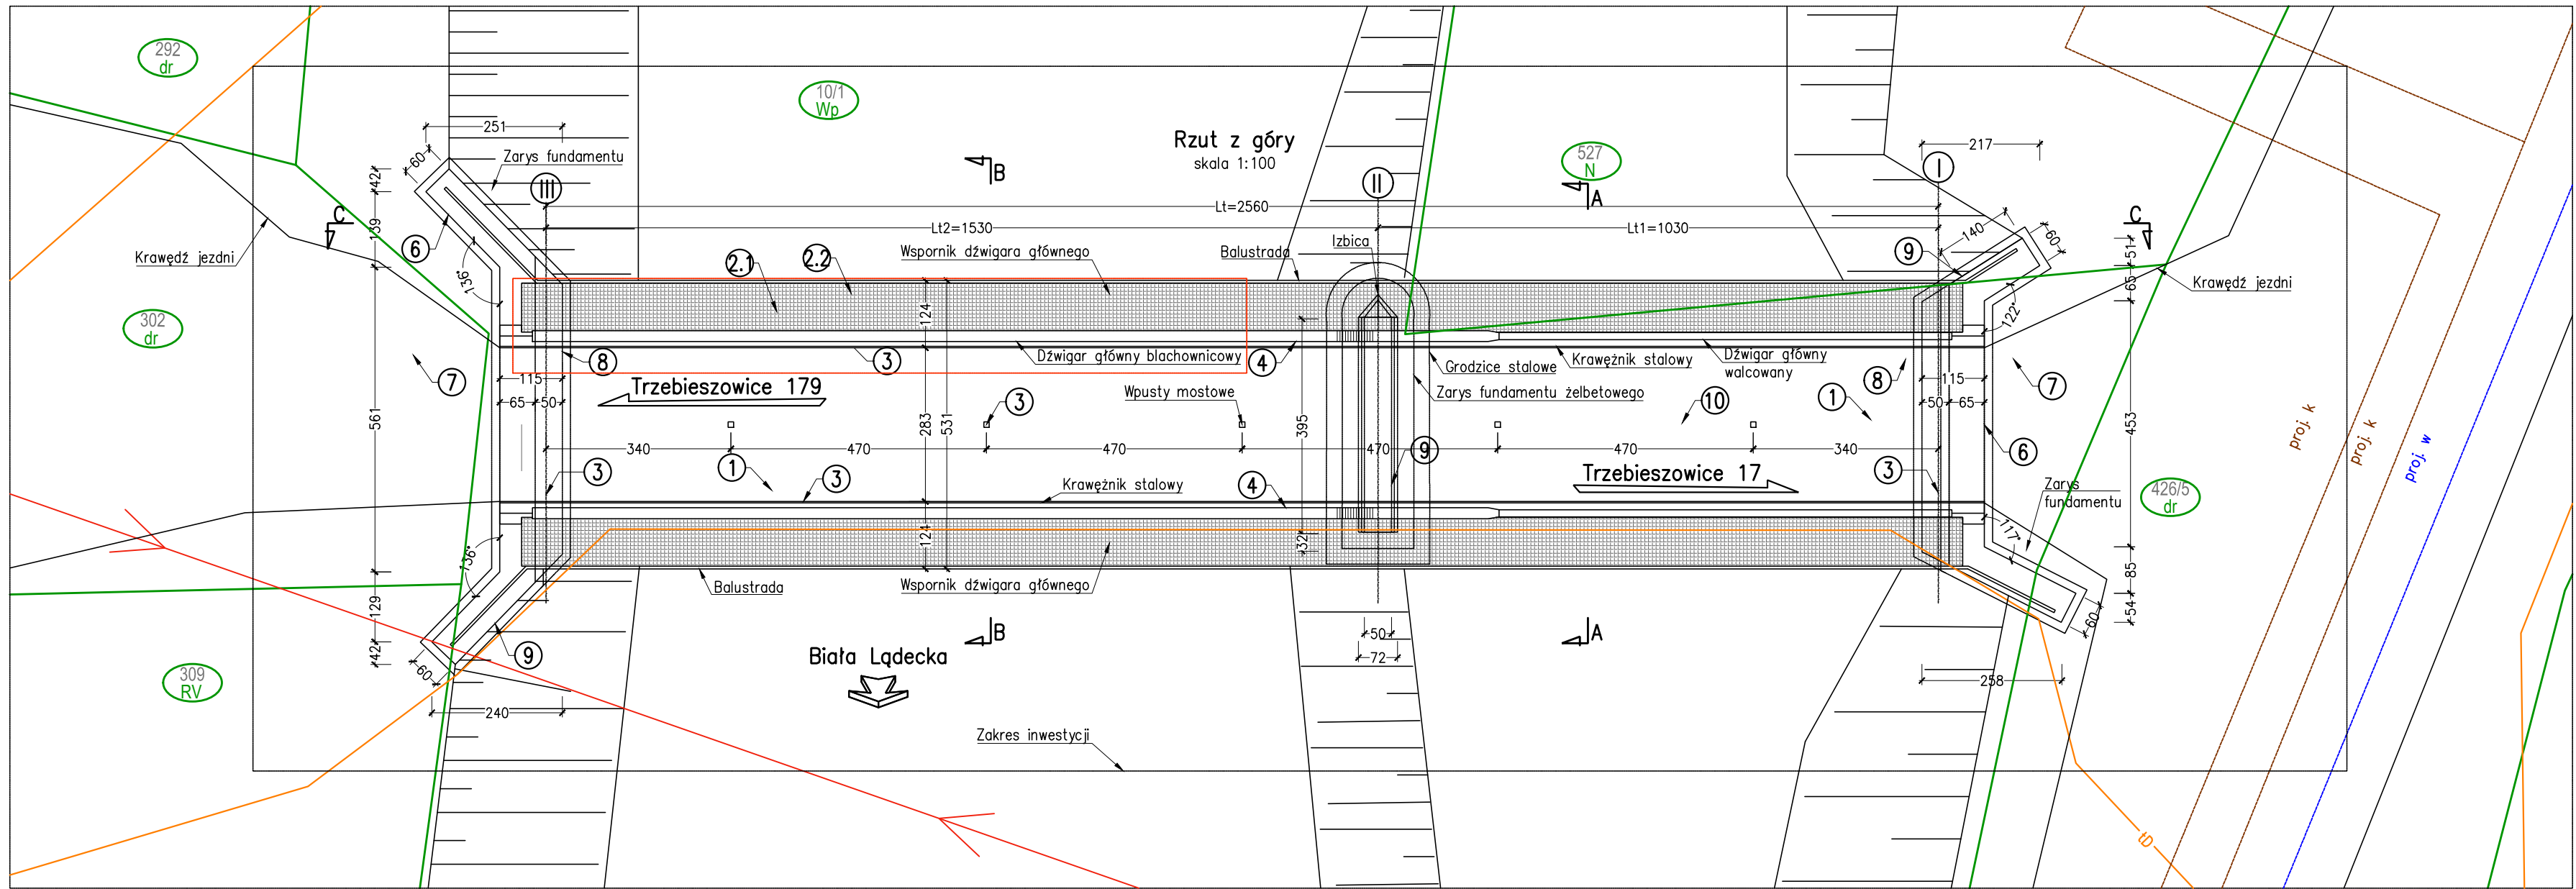 292
dr
10/1
Wp
Rzut z góry
skala 1:100
527
N
251
60
Zarys fundamentu
42
139
C
6
136°
III
B
II
A
I
217
Lt=2560
Lt2=1530
Lt1=1030
140
60
C
51
65
9
122°
Krawędź jezdni
Krawędź jezdni
2.1
2.2
Wspornik dźwigara głównego
Balustrada
Izbica
124
302
dr
7
8
3
Dźwigar główny blachownicowy
4
Grodzice stalowe
Krawężnik stalowy
Dźwigar główny
walcowany
8
7
115
65
50
Trzebieszowice 179
Wpusty mostowe
3
Zarys fundamentu żelbetowego
10
1
115
50
65
561
283
531
395
453
340
470
470
470
470
340
9
6
3
1
3
Krawężnik stalowy
4
Trzebieszowice 17
3
Zarys
fundamentu
426/5
dr
proj. k
proj. k
proj. w
136°
124
32
117°
Balustrada
Wspornik dźwigara głównego
129
42
60
9
B
50
72
A
85
54
60
309
RV
Biała Lądecka
240
258
Zakres inwestycji
tD